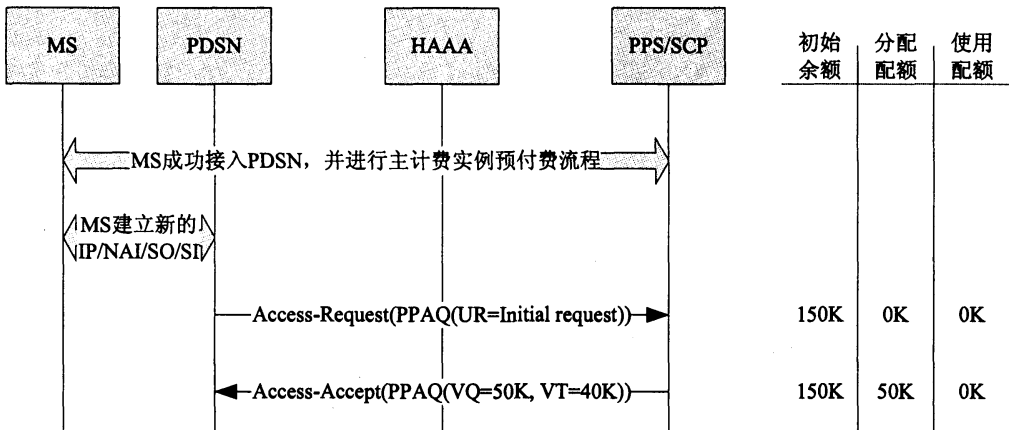 MS PDSN HAAA PPS/SCP 初始 分配 使用
余额 配额 配额
MS成功接入PDSN，并进行主计费实例预付费流程
MS建立新的
IP/NAI/SO/SI
Access-Request(PPAQ(UR=Initial request)) 150K 0K 0K
Access-Accept(PPAQ(VQ=50K, VT=40K)) 150K 50K 0K